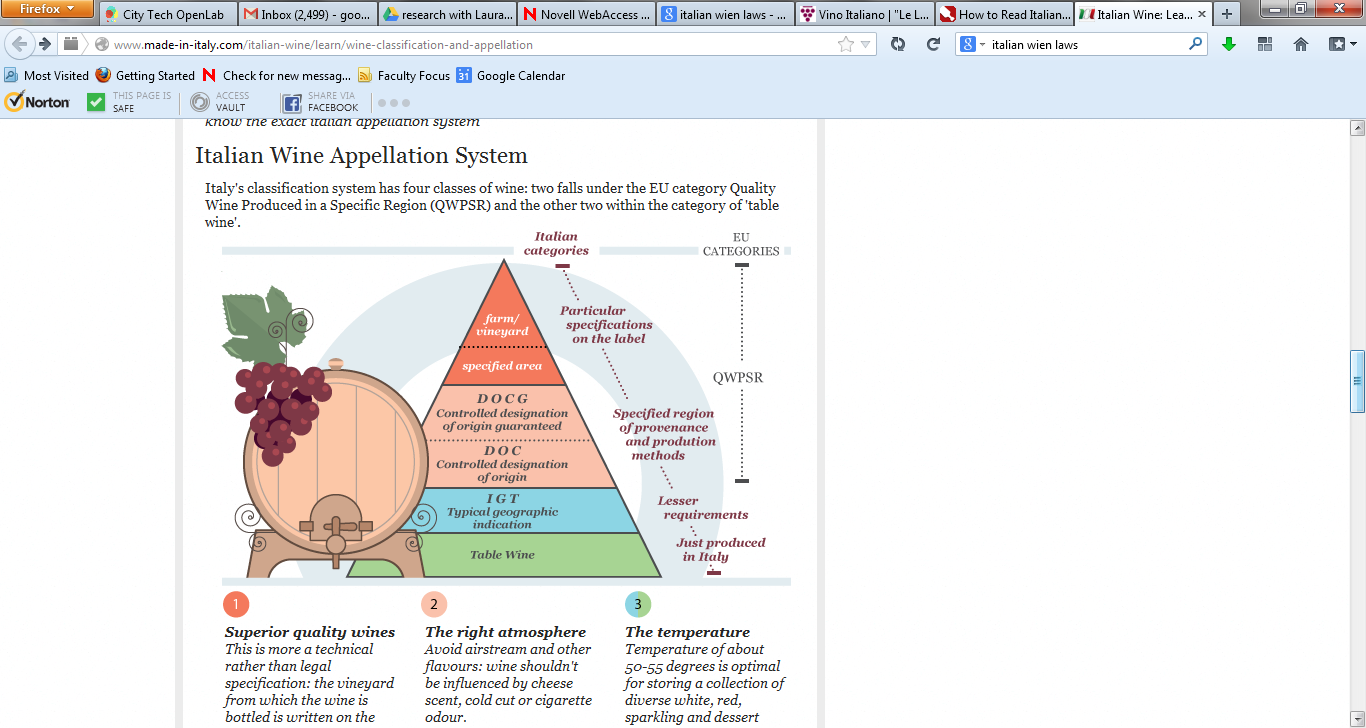 Firefox
City Tech OpenLab
Inbox (2,499) - goo...
research with Laura...
Novell WebAccess ...
italian wien laws - ...
Vino Italiano | "Le L...
How to Read Italian...
Italian Wine: Lea...
www.made-in-italy.com/italian-wine/learn/wine-classification-and-appellation
italian wien laws
Most Visited
Getting Started
Check for new messag...
Faculty Focus
31
Google Calendar
Norton
THIS PAGE IS
SAFE
ACCESS
VAULT
SHARE VIA
FACEBOOK
know the exact italian appellation system
Italian Wine Appellation System
Italy's classification system has four classes of wine: two falls under the EU category Quality
Wine Produced in a Specific Region (QWPSR) and the other two within the category of 'table
wine'.
Italian
categories
EU
CATEGORIES
farm/
vineyard
specified area
Particular
specifications
on the label
QWPSR
D O C G
Controlled designation
of origin guaranteed
D O C
Controlled designation
of origin
Specified region
of provenance
and prodution
methods
I G T
Typical geographic
indication
Lesser
requirements
Table Wine
Just produced
in Italy
1
Superior quality wines
This is more a technical
rather than legal
specification: the vineyard
from which the wine is
bottled is written on the
2
The right atmosphere
Avoid airstream and other
flavours: wine shouldn't
be influenced by cheese
scent, cold cut or cigarette
odour.
3
The temperature
Temperature of about
50-55 degrees is optimal
for storing a collection of
diverse white, red,
sparkling and dessert